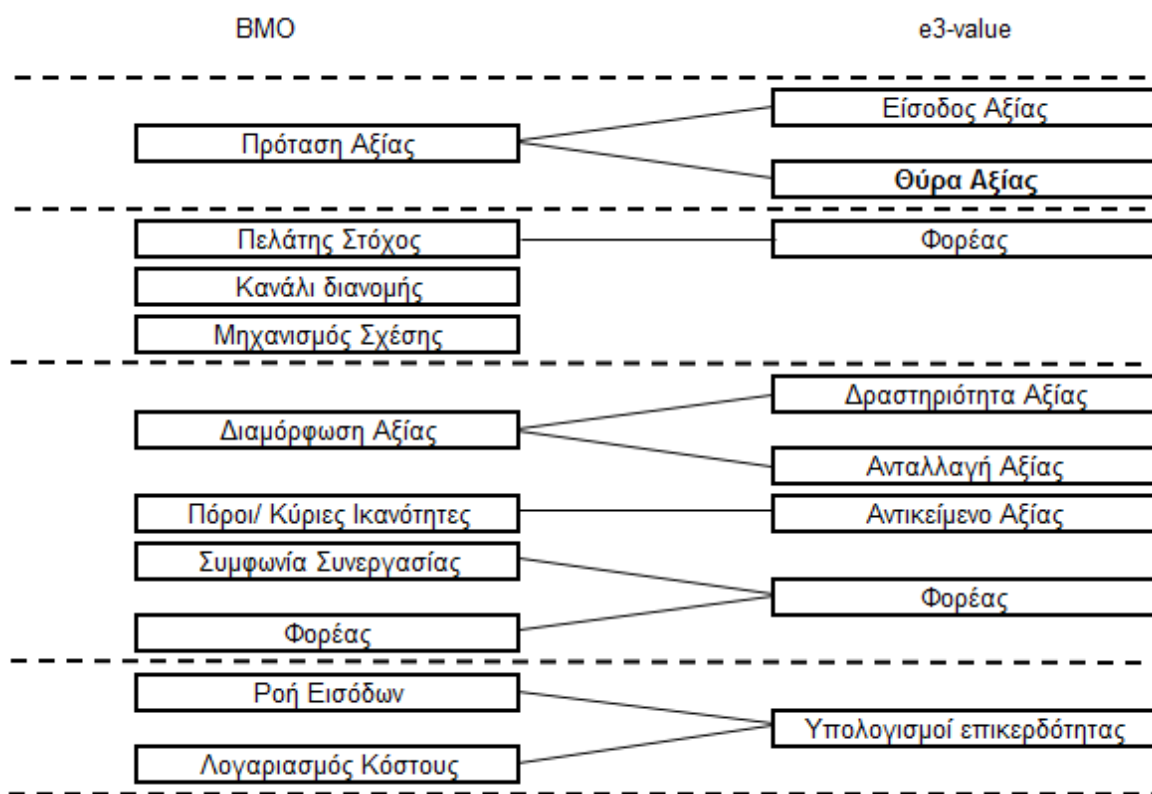 BMO e3-value
Είσοδος Αξίας
Πρόταση Αξίας
Θύρα Αξίας
Πελάτης Στόχος Φορέας
Κανάλι διανομής
Μηχανισμός Σχέσης
Δραστηριότητα Αξίας
Διαμόρφωση Αξίας
Ανταλλαγή Αξίας
Πόροι/ Κύριες Ικανότητες Αντικείμενο Αξίας
Συμφωνία Συνεργασίας
Φορέας
Φορέας
Ροή Εισόδων
Υπολογισμοί επικερδότητας
Λογαριασμός Κόστους